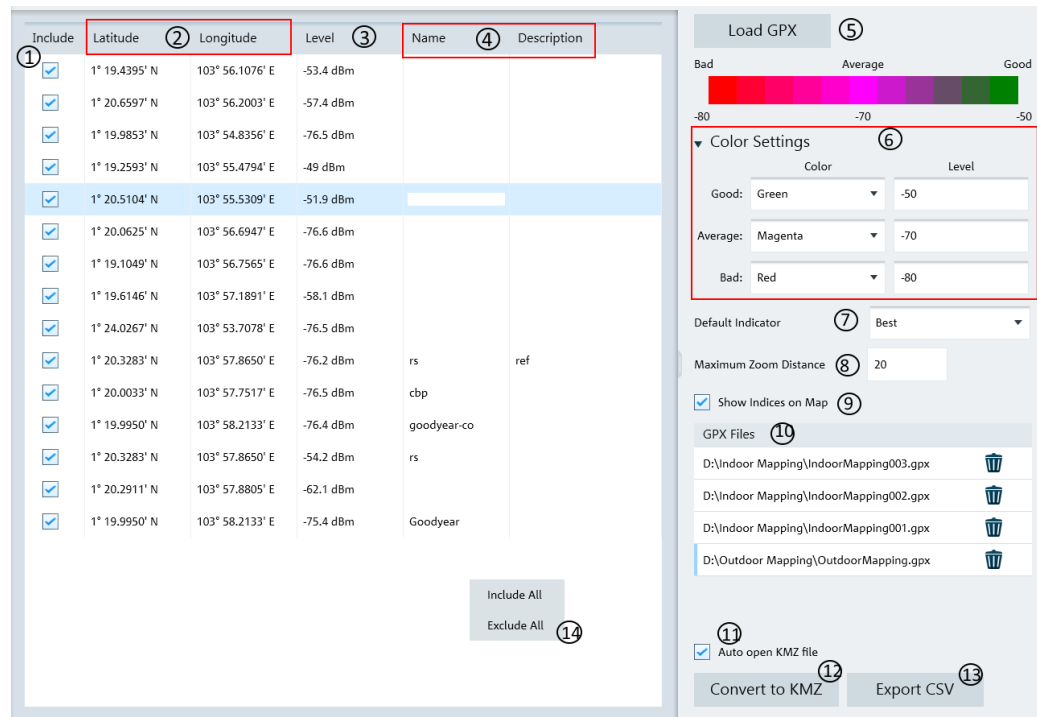 Include Latitude ② Longitude Level ③ Name ④ Description
①
1° 19.4395' N 103° 56.1076' E -53.4 dBm
1° 20.6597' N 103° 56.2003' E -57.4 dBm
1° 19.9853' N 103° 54.8356' E -76.5 dBm
1° 19.2593' N 103° 55.4794' E -49 dBm
1° 20.5104' N 103° 55.5309' E -51.9 dBm
1° 20.0625' N 103° 56.6947' E -76.6 dBm
1° 19.1049' N 103° 56.7565' E -76.6 dBm
1° 19.6146' N 103° 57.1891' E -58.1 dBm
1° 24.0267' N 103° 53.7078' E -76.5 dBm
1° 20.3283' N 103° 57.8650' E -76.2 dBm rs ref
1° 20.0033' N 103° 57.7517' E -76.5 dBm cbp
1° 19.9950' N 103° 58.2133' E -76.4 dBm goodyear-co
1° 20.3283' N 103° 57.8650' E -54.2 dBm rs
1° 20.2911' N 103° 57.8805' E -62.1 dBm
1° 19.9950' N 103° 58.2133' E -75.4 dBm Goodyear
Include All
Exclude All ⑭
Load GPX ⑤
Bad Average Good
-80 -70 -50
Color Settings ⑥
Color Level
Good: Green -50
Average: Magenta -70
Bad: Red -80
Default Indicator ⑦ Best
Maximum Zoom Distance ⑧ 20
Show Indices on Map ⑨
GPX Files ⑩
D:\Indoor Mapping\IndoorMapping003.gpx
D:\Indoor Mapping\IndoorMapping002.gpx
D:\Indoor Mapping\IndoorMapping001.gpx
D:\Outdoor Mapping\OutdoorMapping.gpx
⑪
Auto open KMZ file
Convert to KMZ ⑫ Export CSV ⑬